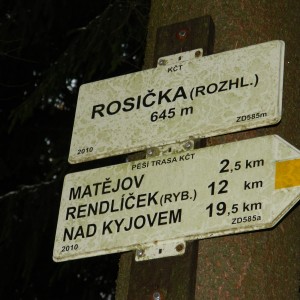 KČT
ROSIČKA (ROZHL.)
645 m
2010
ZD585m
PĚŠÍ TRASA KČT
MATĚJOV 2,5 km
RENDLÍČEK (RYB.) 12 km
NAD KYJOVEM 19,5 km
2010
ZD585a